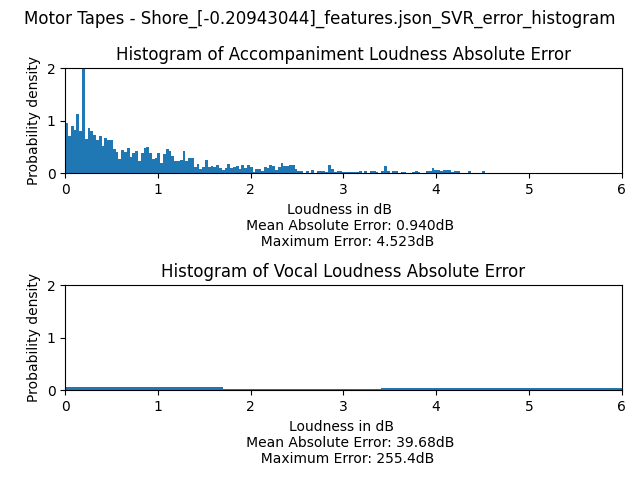 Motor Tapes - Shore_[-0.20943044]_features.json_SVR_error_histogram
Histogram of Accompaniment Loudness Absolute Error
Probability density
2
1
0
0 1 2 3 4 5 6
Loudness in dB
Mean Absolute Error: 0.940dB
Maximum Error: 4.523dB
Histogram of Vocal Loudness Absolute Error
Probability density
2
1
0
0 1 2 3 4 5 6
Loudness in dB
Mean Absolute Error: 39.68dB
Maximum Error: 255.4dB